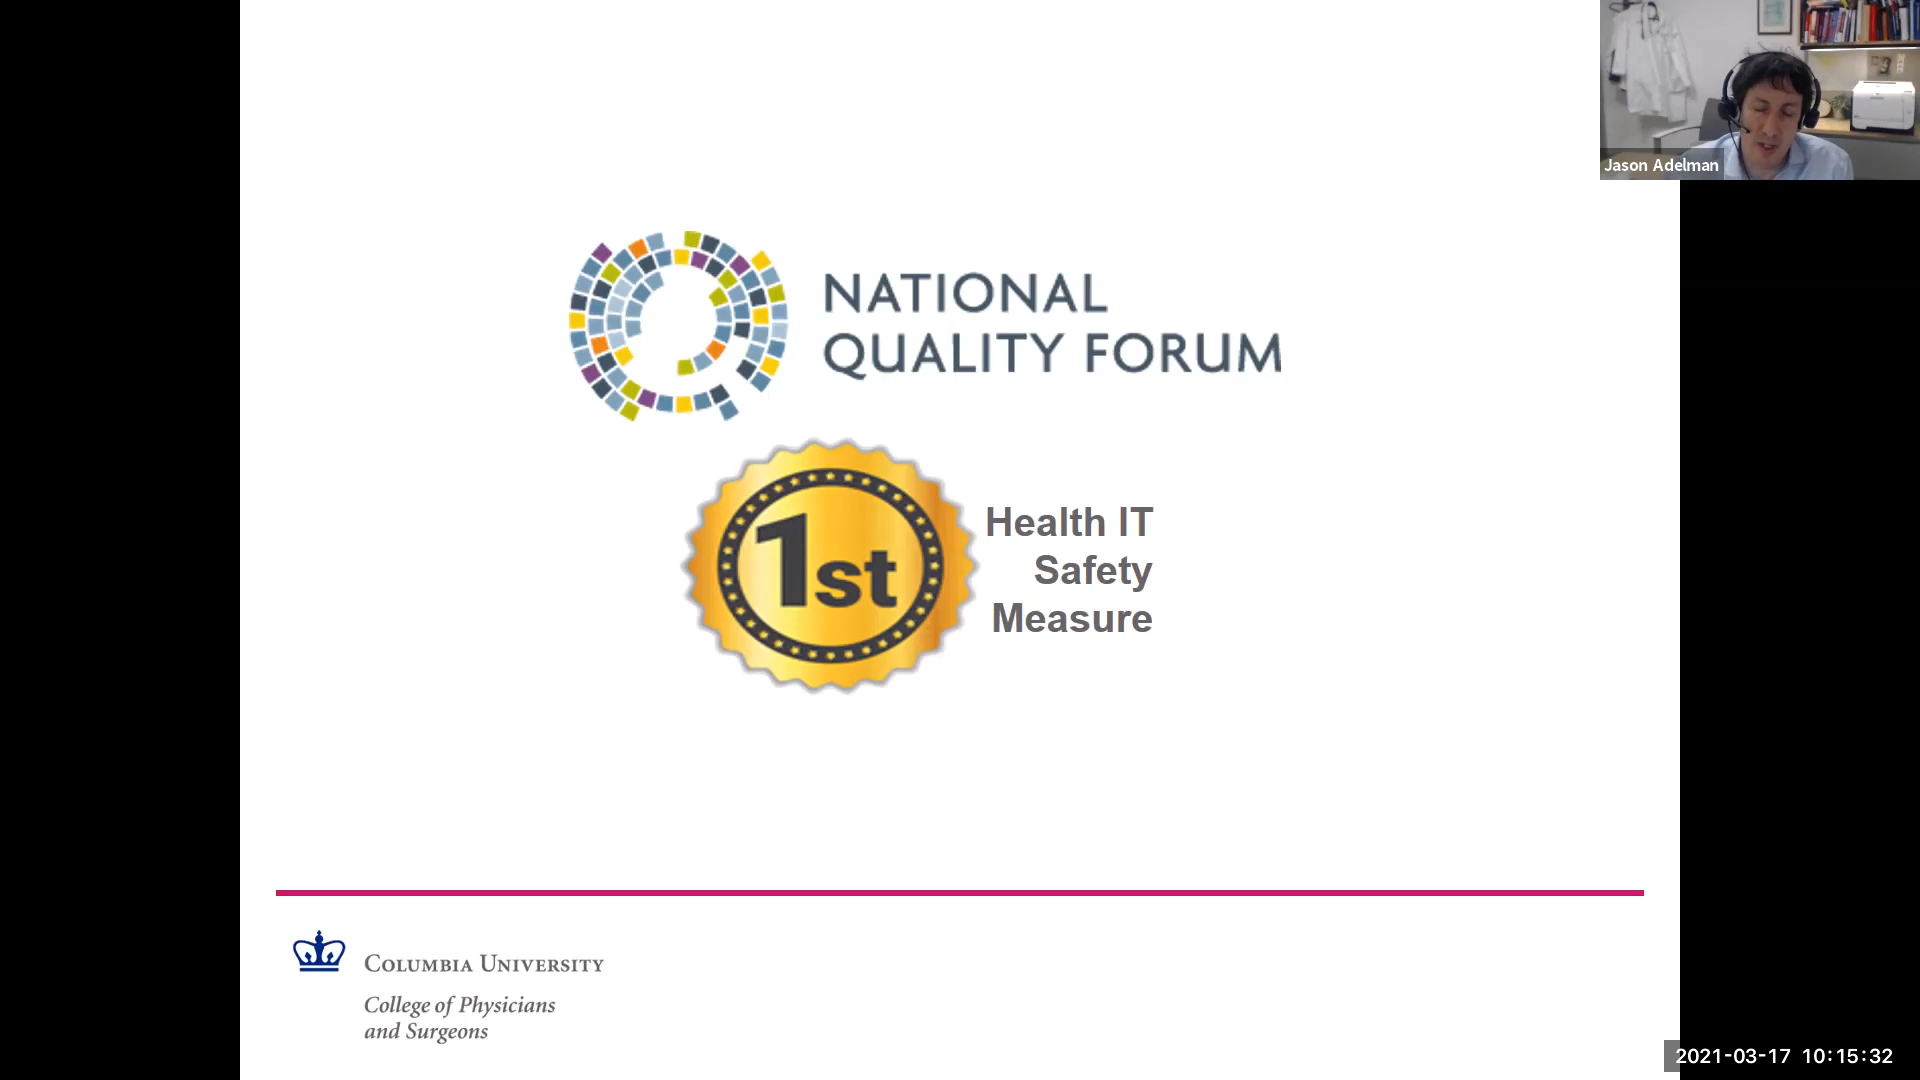 Jason Adelman
NATIONAL
QUALITY FORUM
1st
Health IT
Safety
Measure
COLUMBIA UNIVERSITY
College of Physicians
and Surgeons
2021-03-17 10:15:32